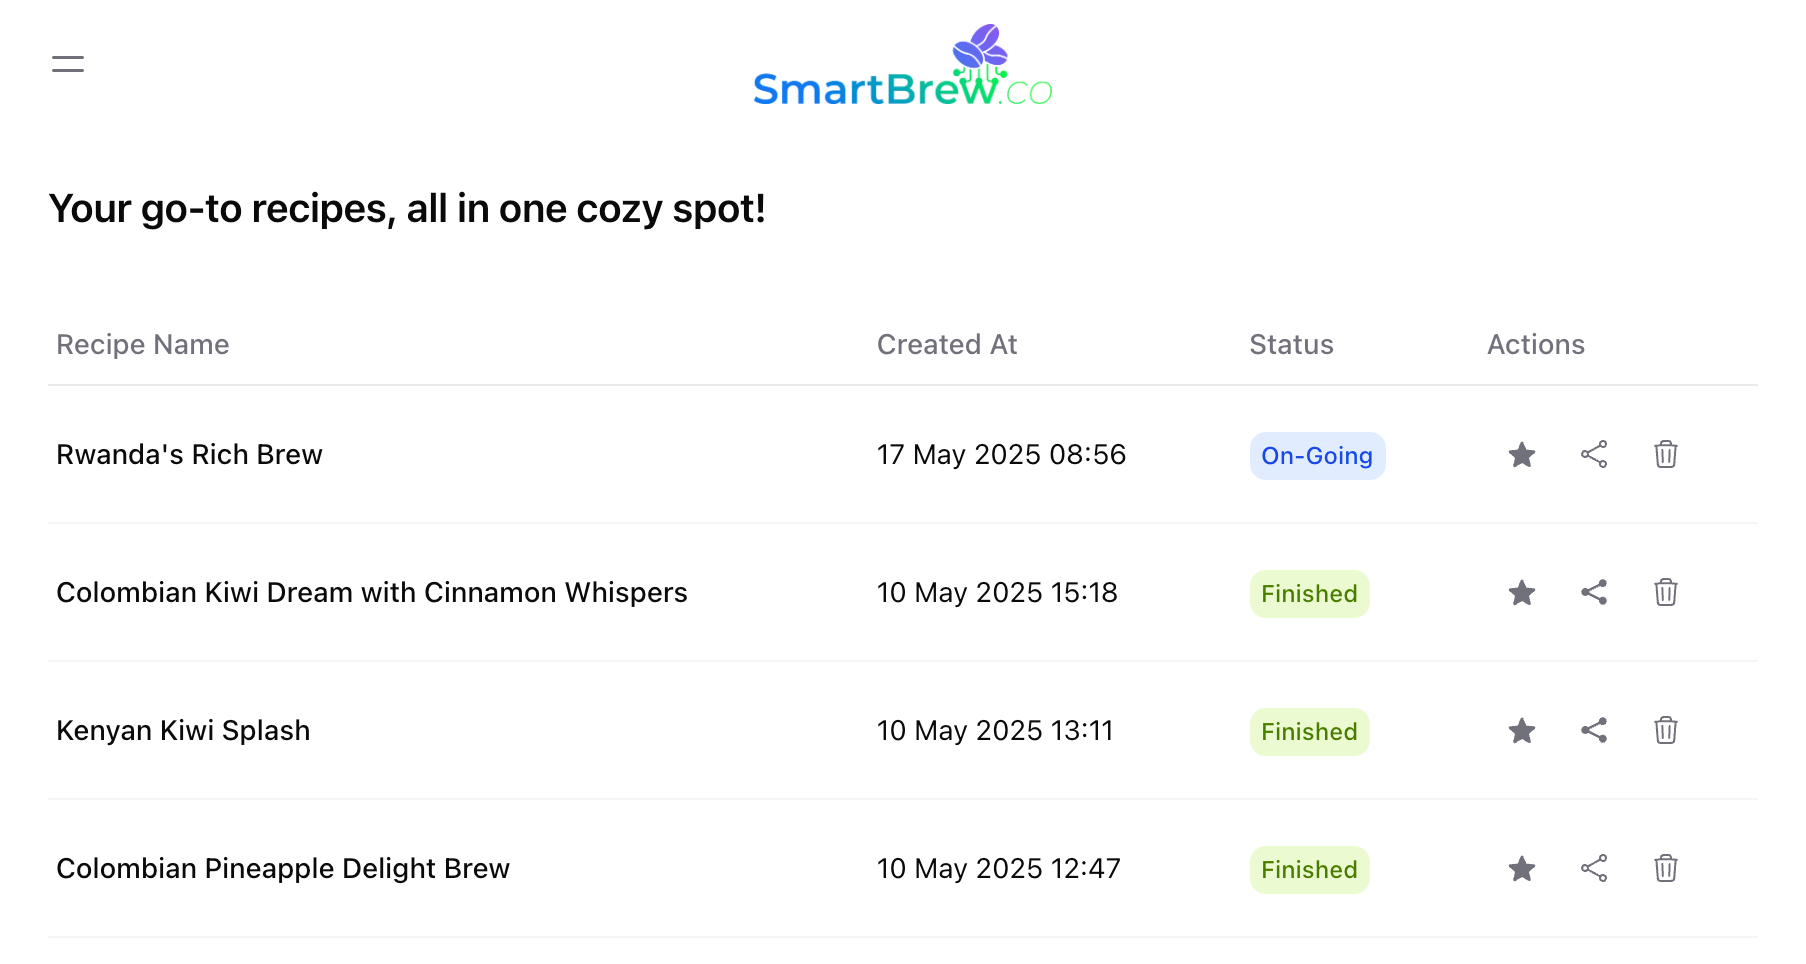 SmartBrew.co
Your go-to recipes, all in one cozy spot!
Recipe Name Created At Status Actions
Rwanda's Rich Brew 17 May 2025 08:56 On-Going
Colombian Kiwi Dream with Cinnamon Whispers 10 May 2025 15:18 Finished
Kenyan Kiwi Splash 10 May 2025 13:11 Finished
Colombian Pineapple Delight Brew 10 May 2025 12:47 Finished